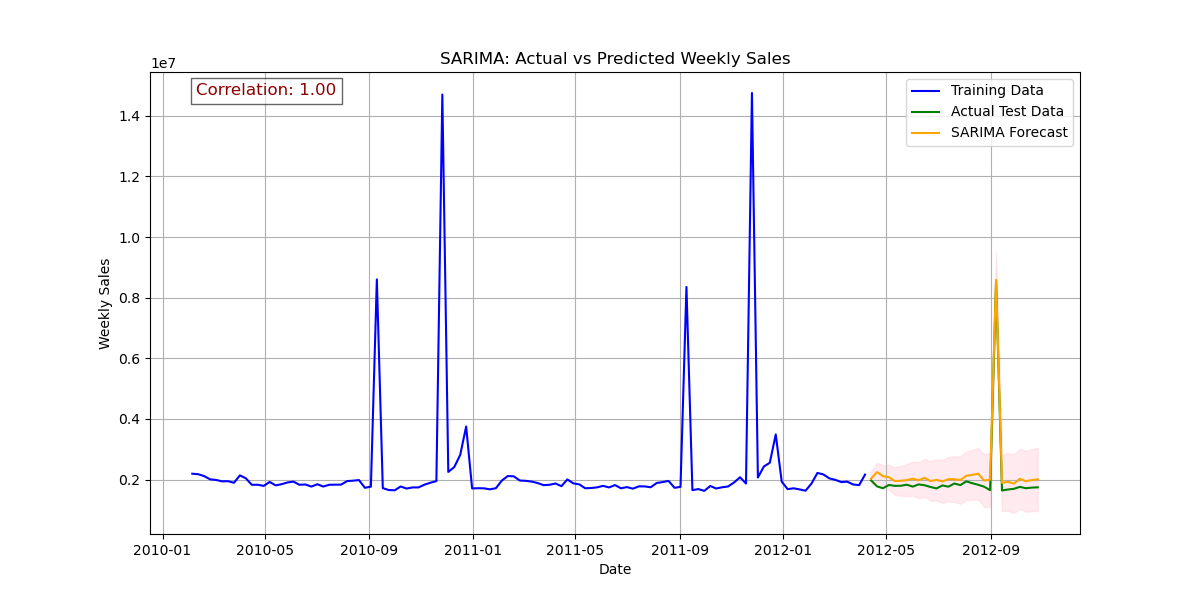 SARIMA: Actual vs Predicted Weekly Sales
1e7
Correlation: 1.00
Training Data
Actual Test Data
SARIMA Forecast
1.4
1.2
1.0
0.8
0.6
0.4
0.2
Weekly Sales
2010-01 2010-05 2010-09 2011-01 2011-05 2011-09 2012-01 2012-05 2012-09
Date